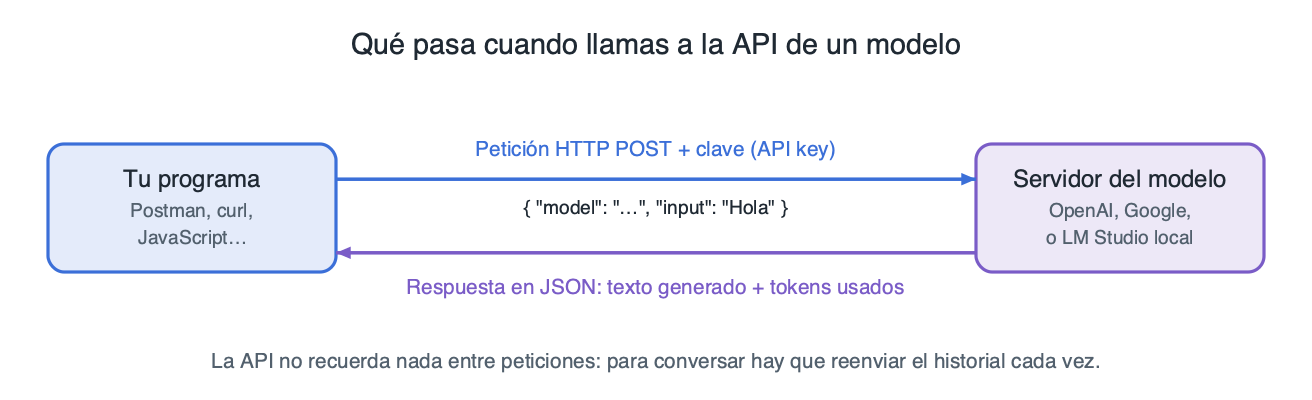 Qué pasa cuando llamas a la API de un modelo
Petición HTTP POST + clave (API key)
Tu programa
Postman, curl,
JavaScript…
{ "model": "…", "input": "Hola" }
Servidor del modelo
OpenAI, Google,
o LM Studio local
Respuesta en JSON: texto generado + tokens usados
La API no recuerda nada entre peticiones: para conversar hay que reenviar el historial cada vez.